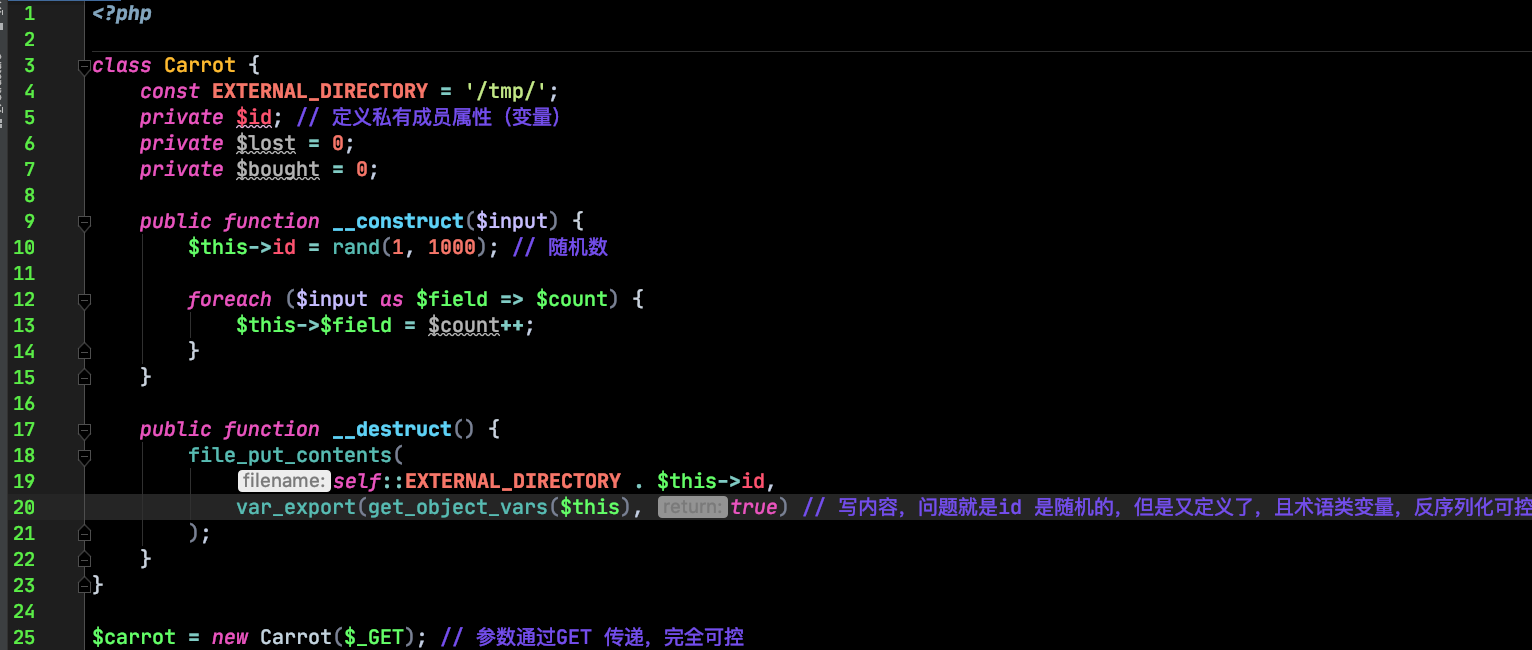 1 <?php
2
3 class Carrot {
4 const EXTERNAL_DIRECTORY = '/tmp/';
5 private $id; // 定义私有成员属性（变量）
6 private $lost = 0;
7 private $bought = 0;
8
9 public function __construct($input) {
10 $this->id = rand(1, 1000); // 随机数
11
12 foreach ($input as $field => $count) {
13 $this->$field = $count++;
14 }
15 }
16
17 public function __destruct() {
18 file_put_contents(
19 filename: self::EXTERNAL_DIRECTORY . $this->id,
20 var_export(get_object_vars($this), return: true) // 写内容，问题就是id 是随机的，但是又定义了，且术语类变量，反序列化可控
21 );
22 }
23 }
24
25 $carrot = new Carrot($_GET); // 参数通过GET 传递，完全可控